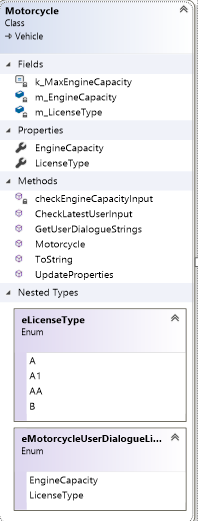 Motorcycle
Class
Vehicle
Fields
k_MaxEngineCapacity
m_EngineCapacity
m_LicenseType
Properties
EngineCapacity
LicenseType
Methods
checkEngineCapacityInput
CheckLatestUserInput
GetUserDialogueStrings
Motorcycle
ToString
UpdateProperties
Nested Types
eLicenseType
Enum
A
A1
AA
B
eMotorcycleUserDialogueLi...
Enum
EngineCapacity
LicenseType